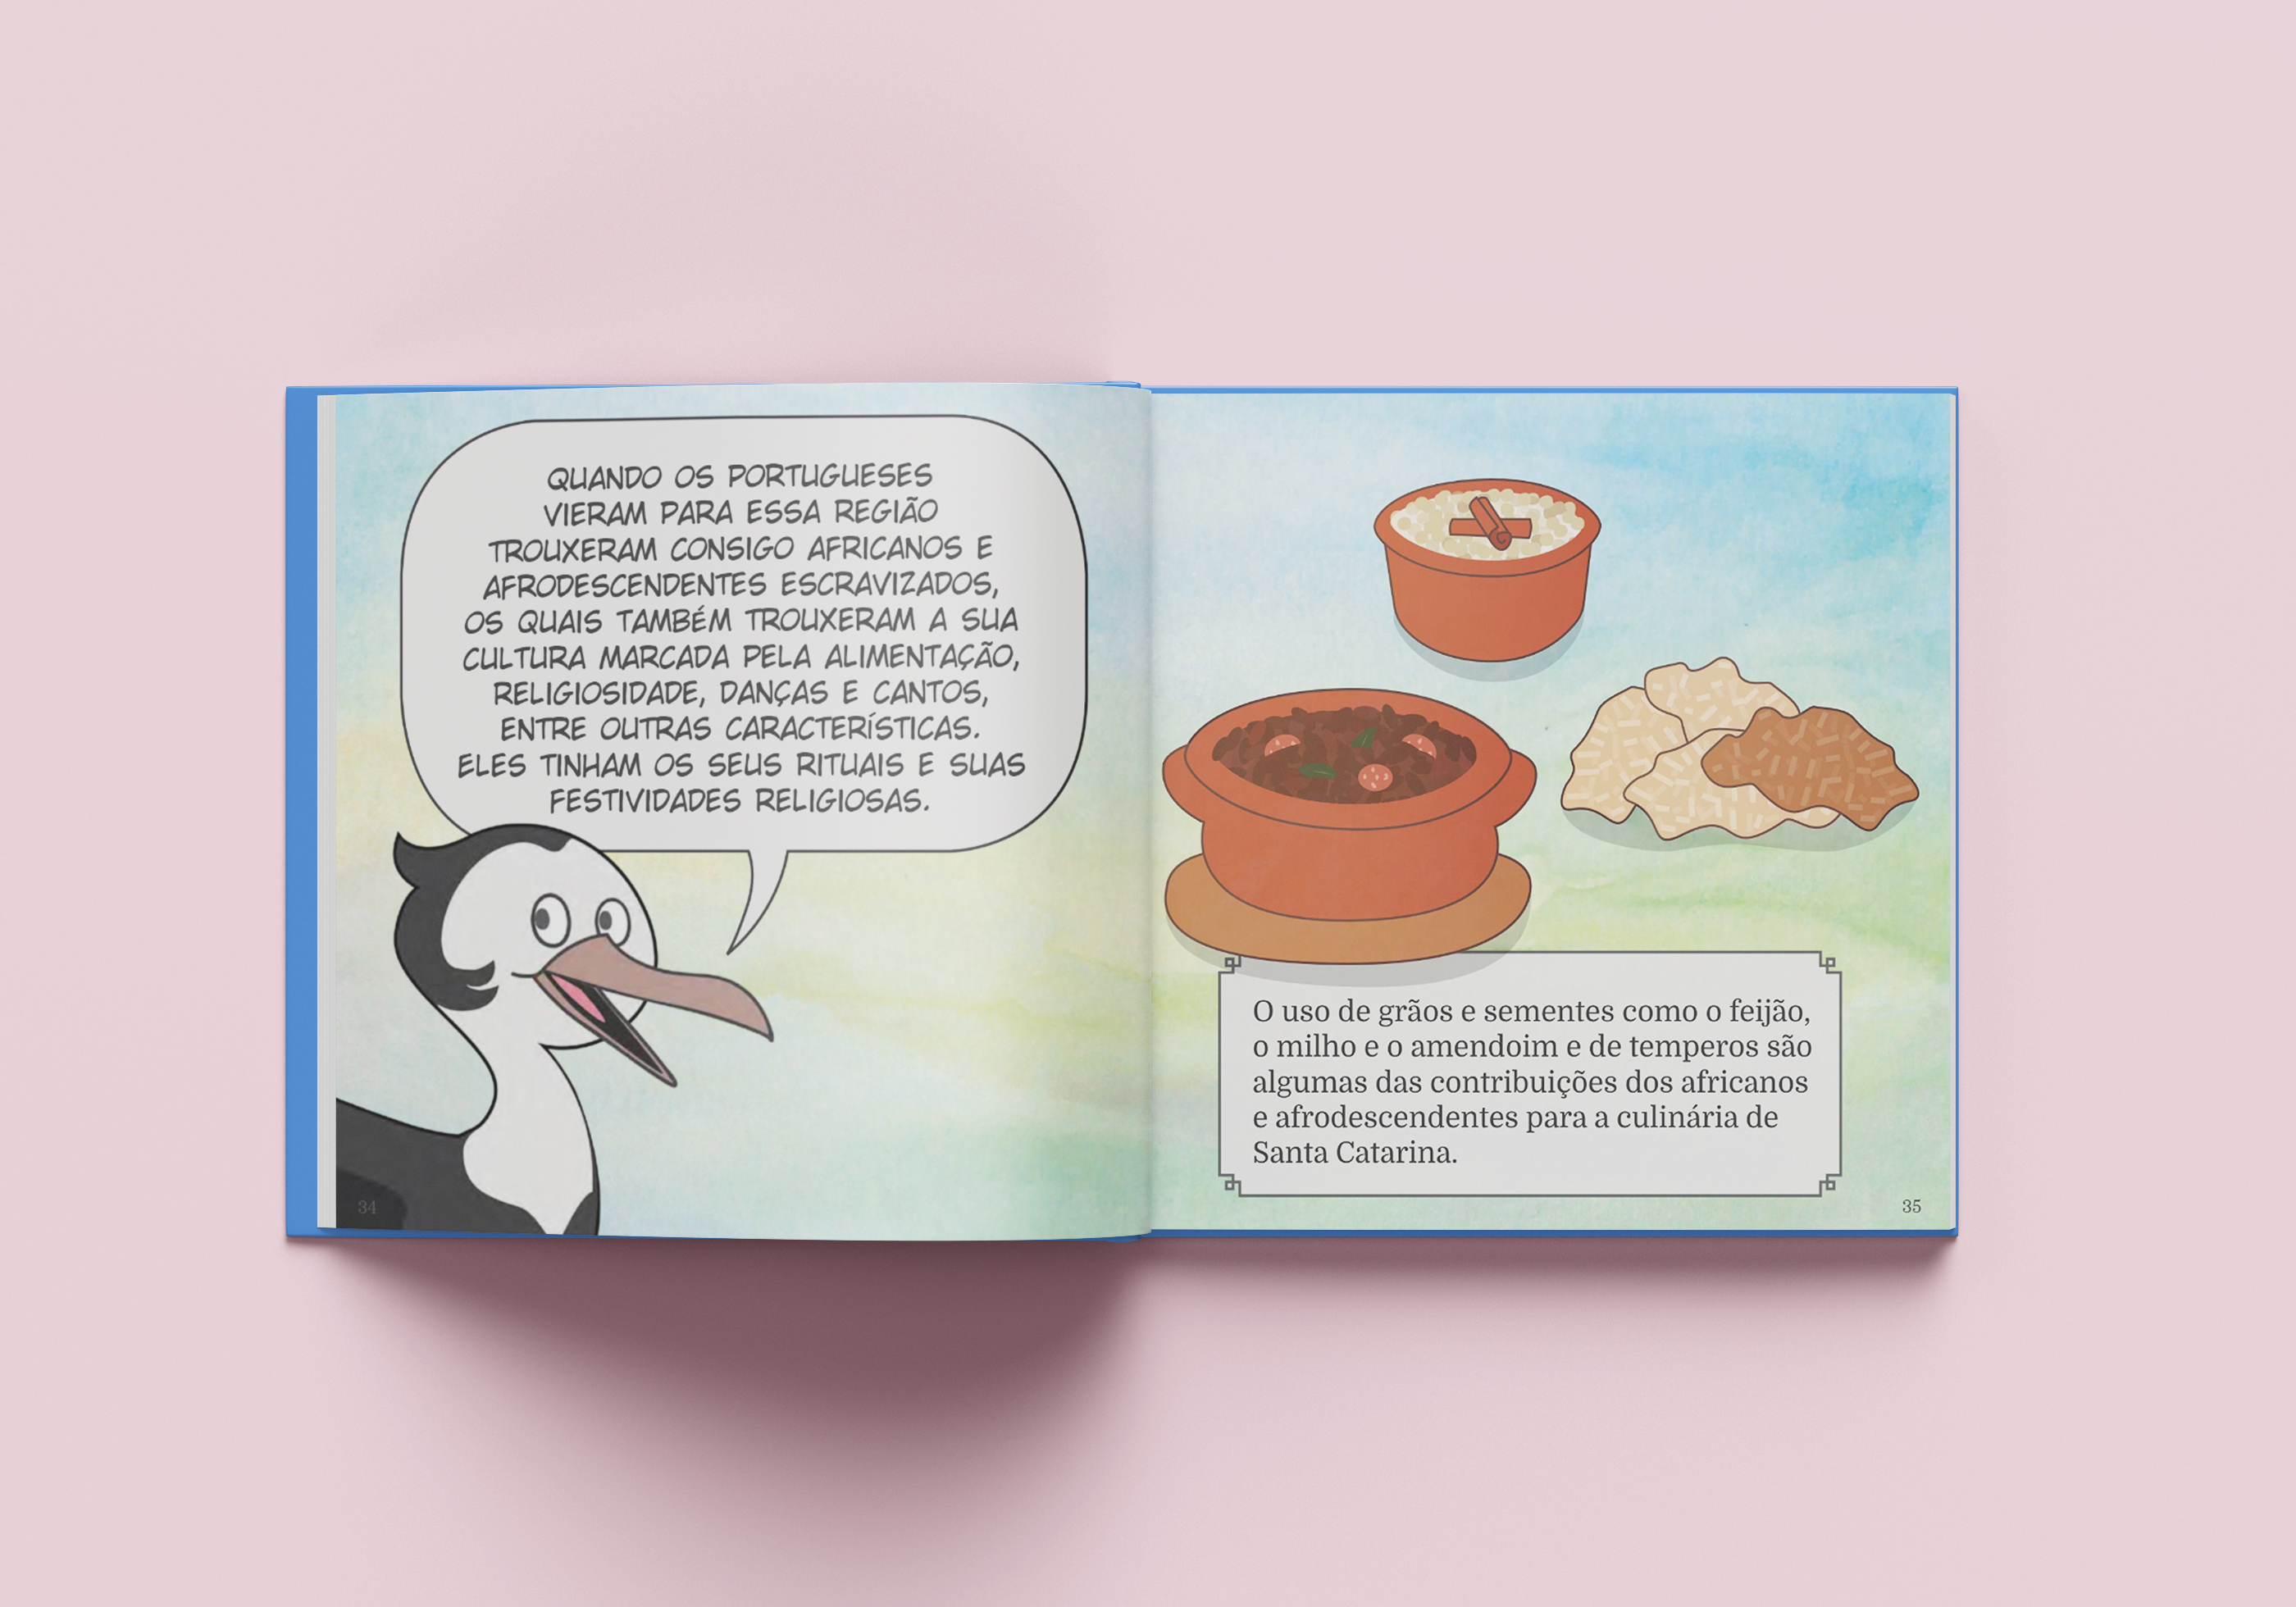 QUANDO OS PORTUGUESES
VIERAM PARA ESSA REGIÃO
TROUXERAM CONSIGO AFRICANOS E
AFRODESCENDENTES ESCRAVIZADOS,
OS QUAIS TAMBÉM TROUXERAM A SUA
CULTURA MARCADA PELA ALIMENTAÇÃO,
RELIGIOSIDADE, DANÇAS E CANTOS,
ENTRE OUTRAS CARACTERÍSTICAS.
ELES TINHAM OS SEUS RITUAIS E SUAS
FESTIVIDADES RELIGIOSAS.
34
O uso de grãos e sementes como o feijão,
o milho e o amendoim e de temperos são
algumas das contribuições dos africanos
e afrodescendentes para a culinária de
Santa Catarina.
35